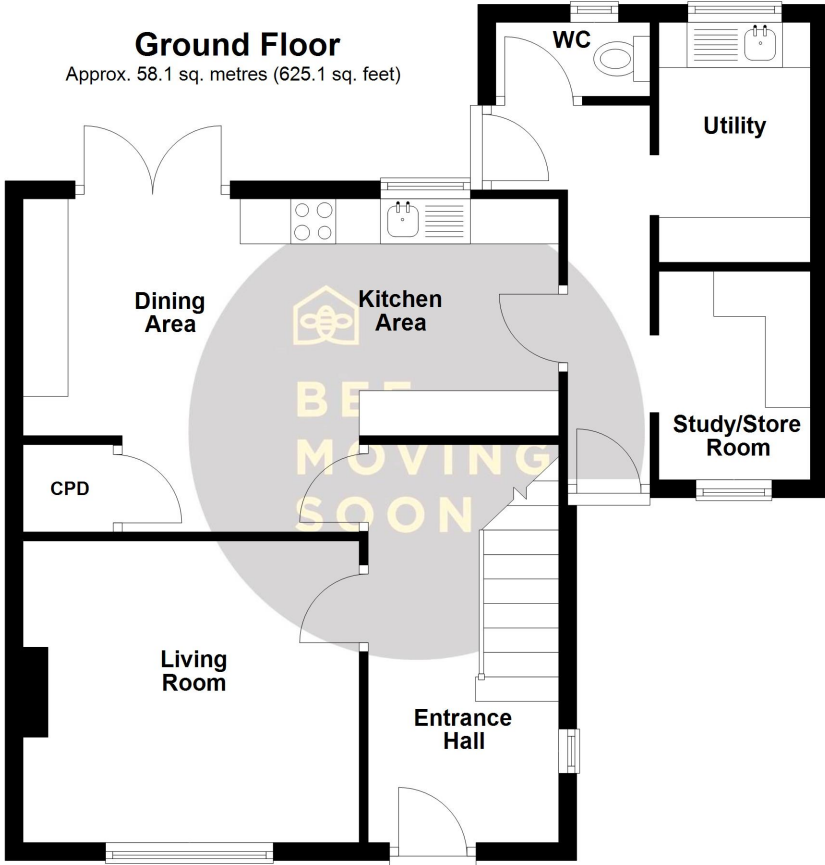 Ground Floor
Approx. 58.1 sq. metres (625.1 sq. feet)
WC
Utility
Dining
Area
Kitchen
Area
BEE
MOVING
SOON
Study/Store
Room
CPD
Living
Room
Entrance
Hall